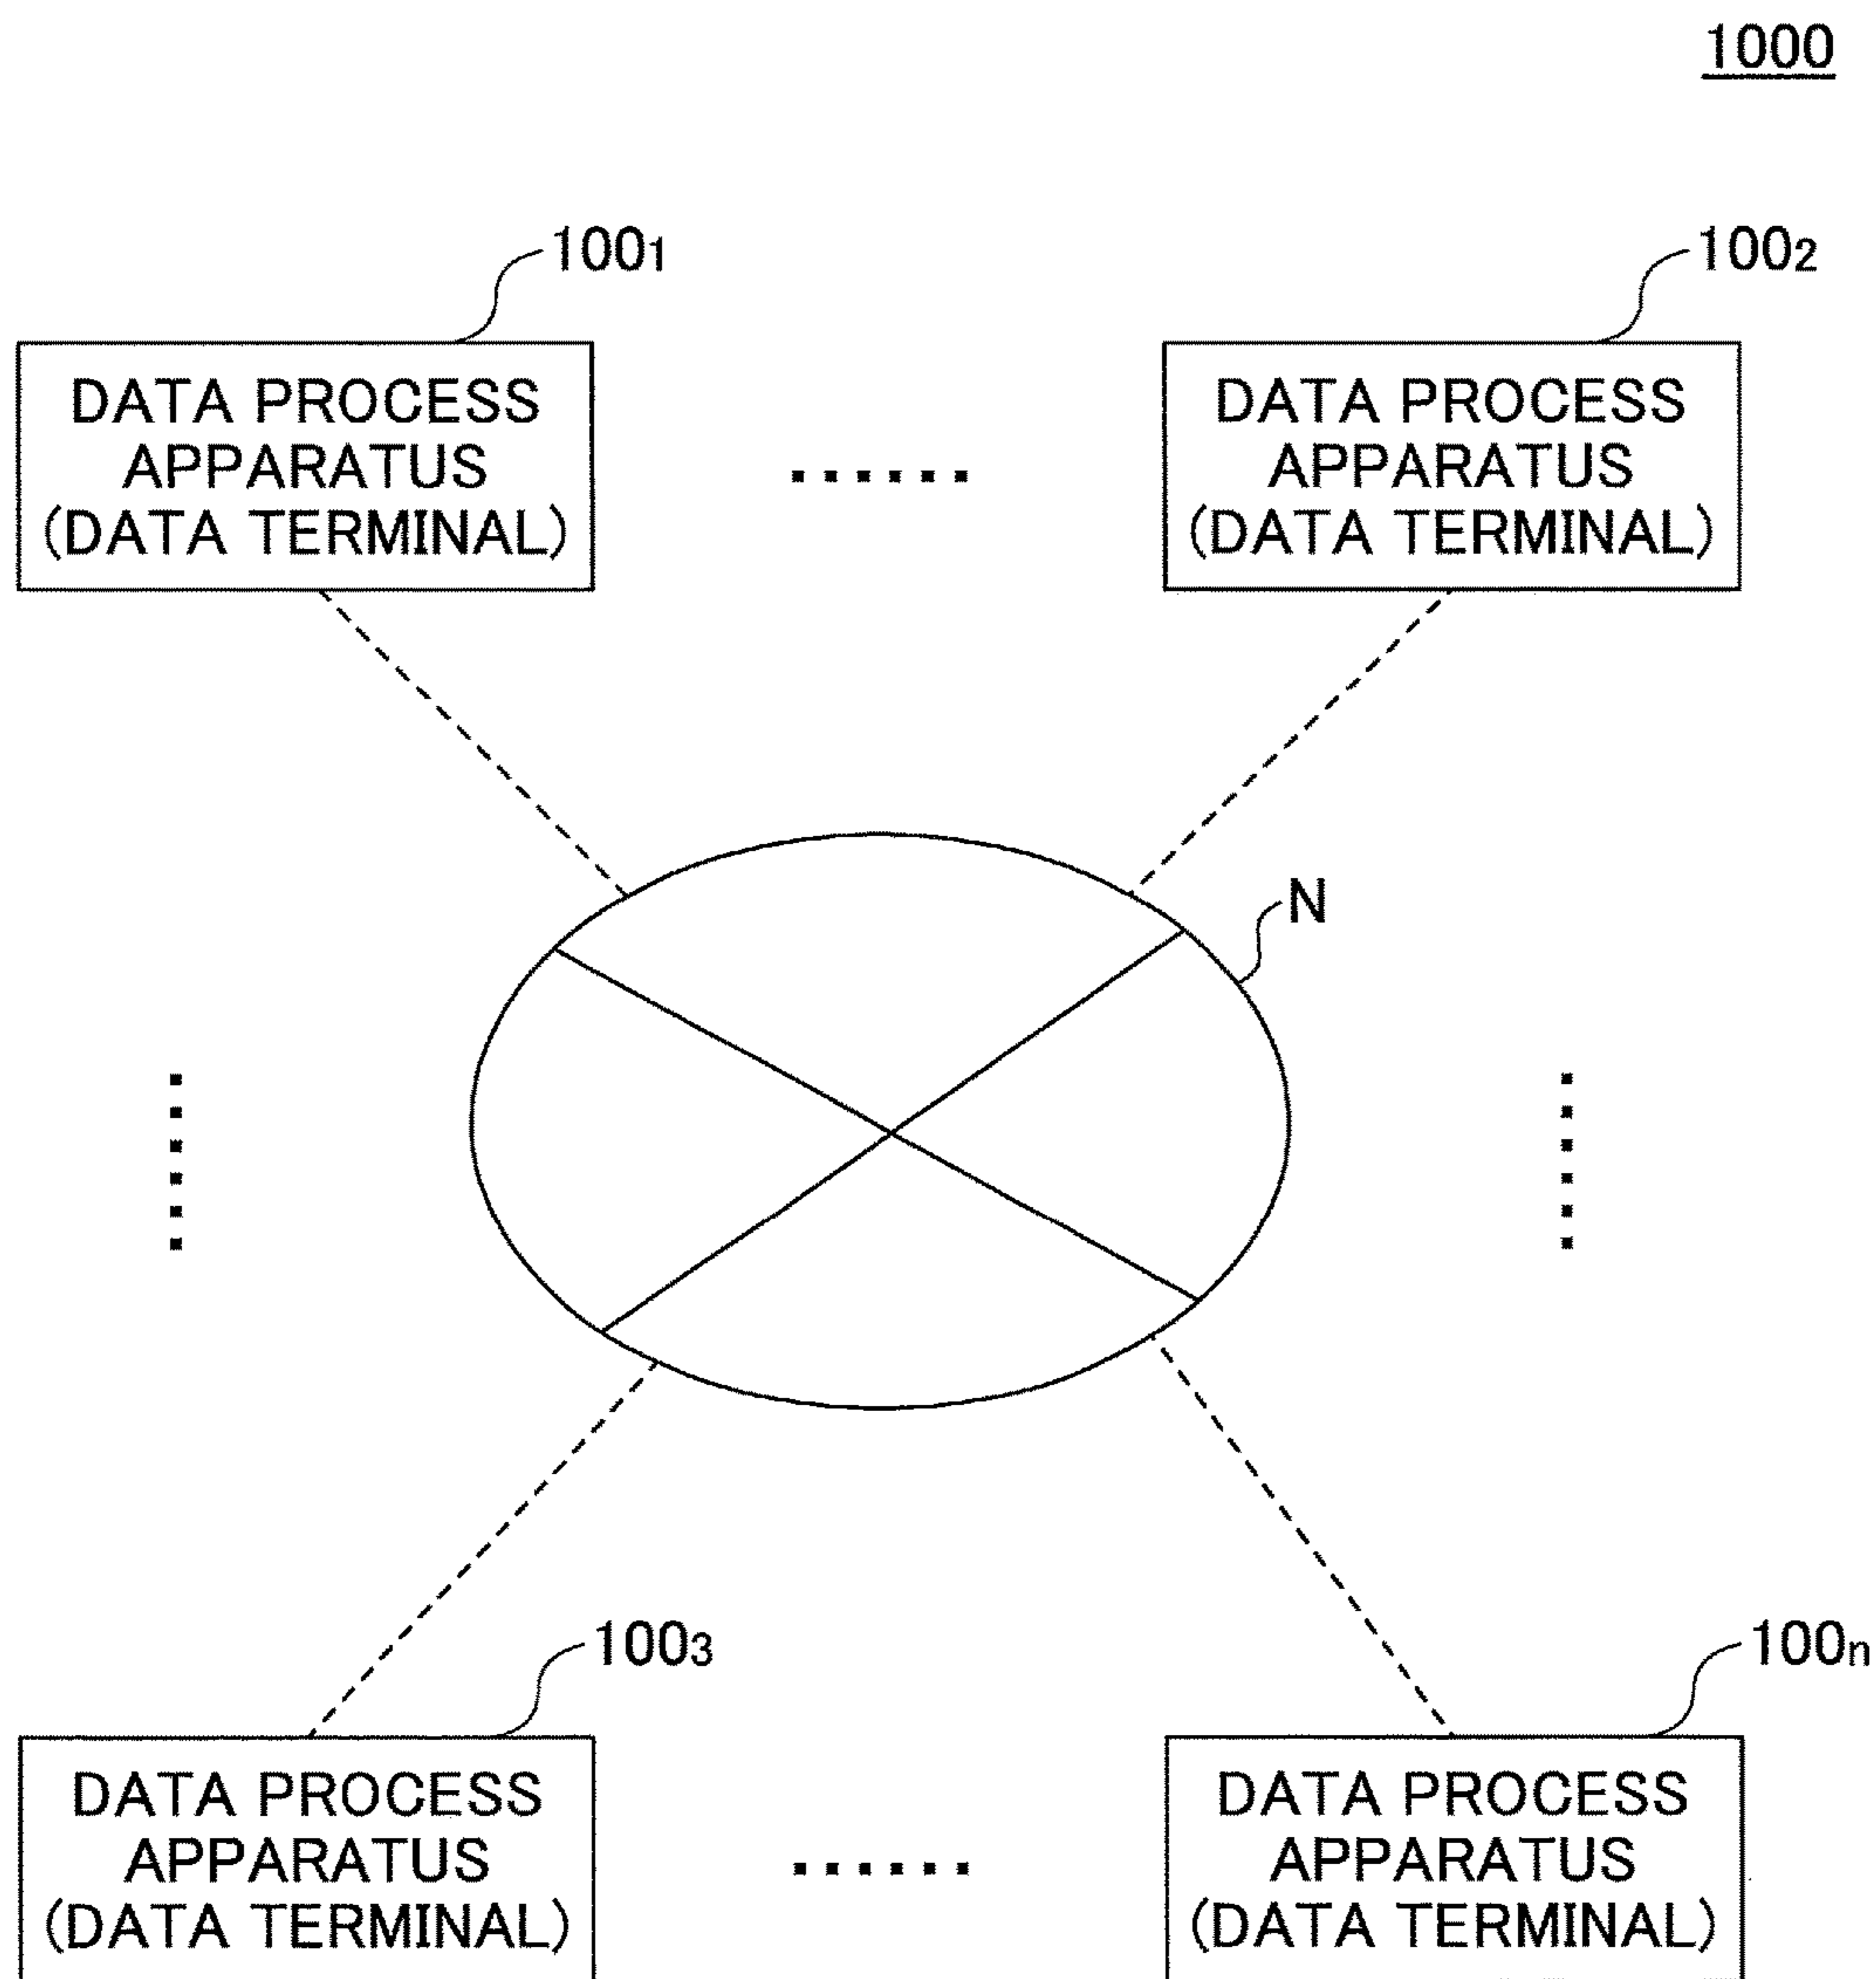 1000
100₁
100₂
DATA PROCESS
APPARATUS
(DATA TERMINAL)
DATA PROCESS
APPARATUS
(DATA TERMINAL)
N
100₃
100ₙ
DATA PROCESS
APPARATUS
(DATA TERMINAL)
DATA PROCESS
APPARATUS
(DATA TERMINAL)